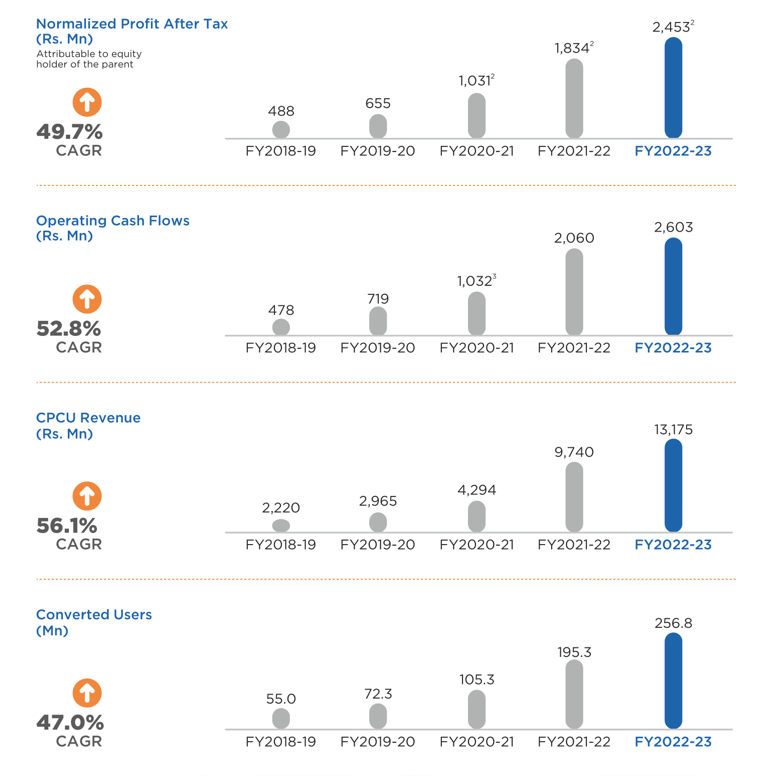 Normalized Profit After Tax
(Rs. Mn)
Attributable to equity
holder of the parent
49.7%
CAGR
488
655
1,031²
1,834²
2,453²
FY2018-19
FY2019-20
FY2020-21
FY2021-22
FY2022-23
Operating Cash Flows
(Rs. Mn)
52.8%
CAGR
478
719
1,032³
2,060
2,603
FY2018-19
FY2019-20
FY2020-21
FY2021-22
FY2022-23
CPCU Revenue
(Rs. Mn)
56.1%
CAGR
2,220
2,965
4,294
9,740
13,175
FY2018-19
FY2019-20
FY2020-21
FY2021-22
FY2022-23
Converted Users
(Mn)
47.0%
CAGR
55.0
72.3
105.3
195.3
256.8
FY2018-19
FY2019-20
FY2020-21
FY2021-22
FY2022-23